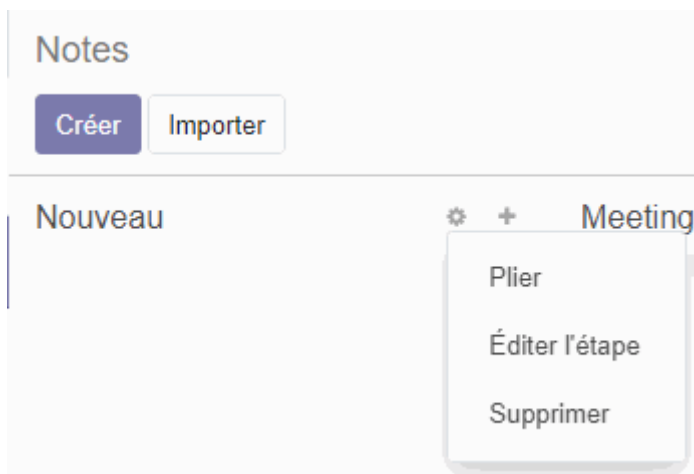 Notes
Créer Importer
Nouveau Meeting
Plier
Éditer l'étape
Supprimer